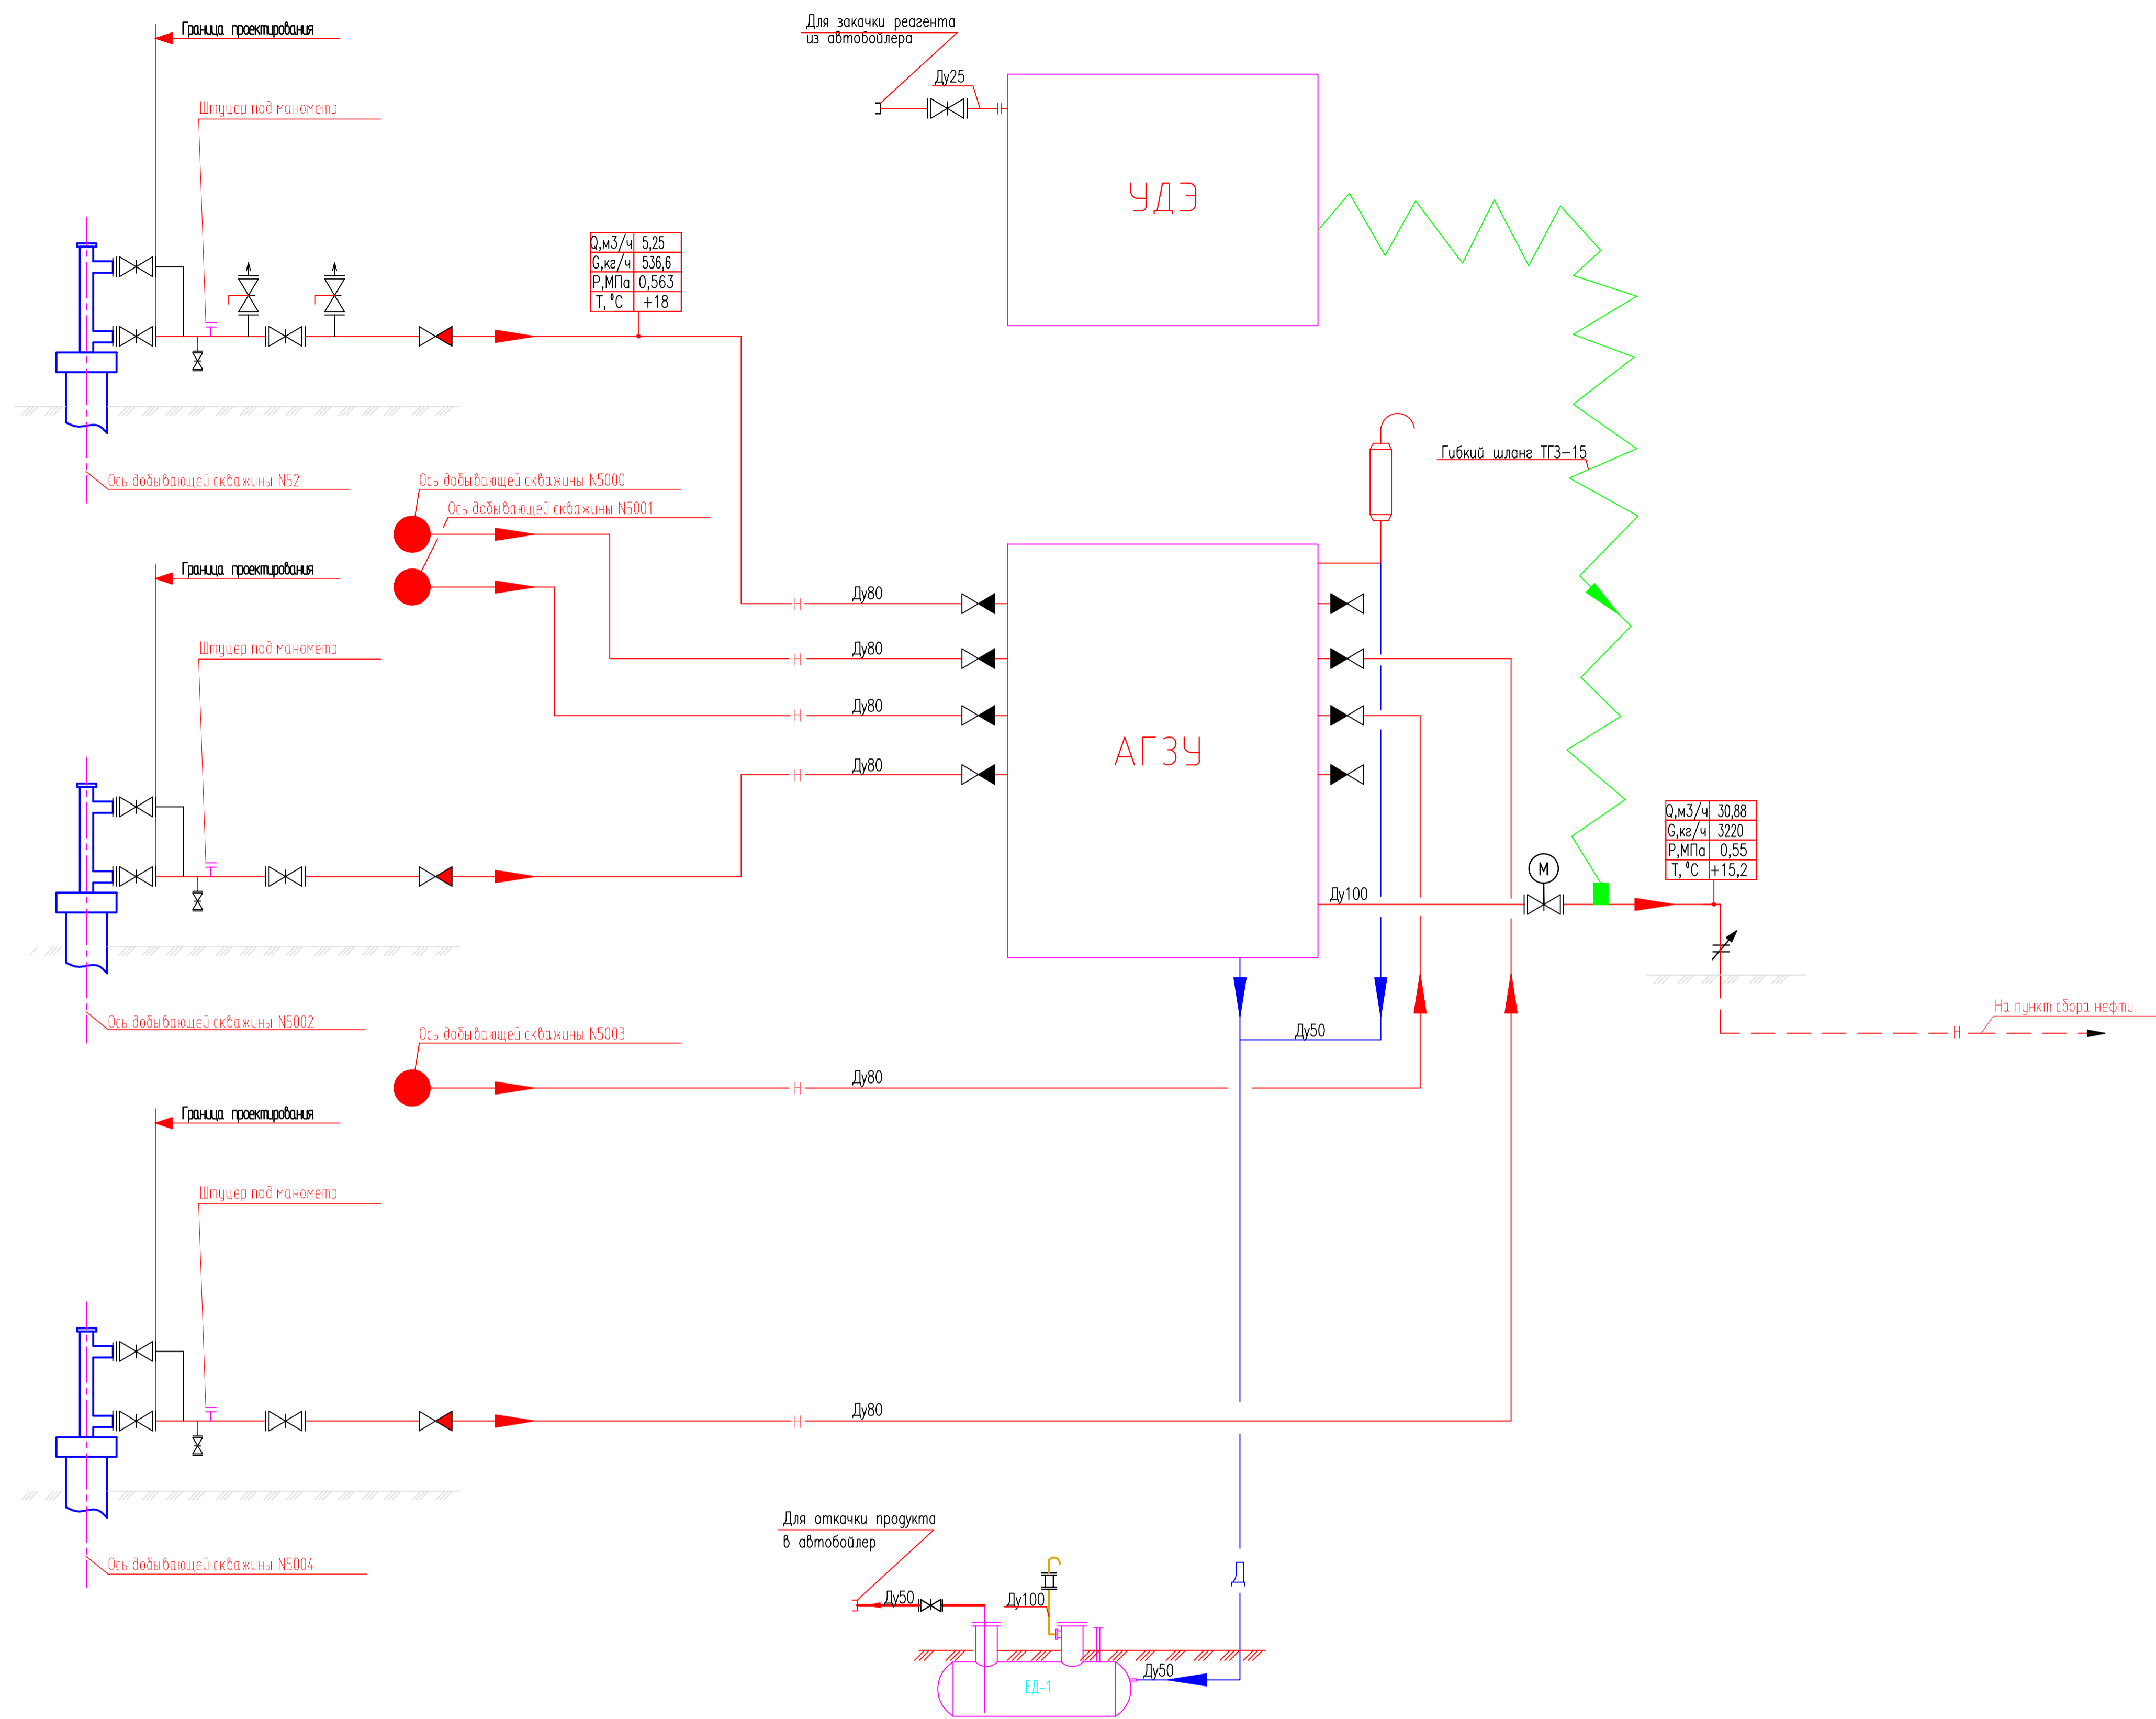 Граница проектирования
Для закачки реагента
из автобойлера
Ду25
Штуцер под манометр
УДЭ
Q,м3/ч 5,25
G,кг/ч 536,6
Р,МПа 0,563
Т,°С +18
Гибкий шланг ТГЗ-15
Ось добывающей скважины N52
Ось добывающей скважины N5000
Ось добывающей скважины N5001
Граница проектирования
Ду80
Штуцер под манометр
Ду80
Ду80
АГЗУ
Ду80
Q,м3/ч 30,88
G,кг/ч 3220
Р,МПа 0,55
Т,°С +15,2
М
Ду100
На пункт сбора нефти
Н
Н
Н
Н
Н
Ось добывающей скважины N5002
Ось добывающей скважины N5003
Ду50
Ду80
Н
Граница проектирования
Штуцер под манометр
Ду80
Н
Для откачки продукта
в автобойлер
Ось добывающей скважины N5004
Д
Ду50
Ду100
Ду50
ЕД-1